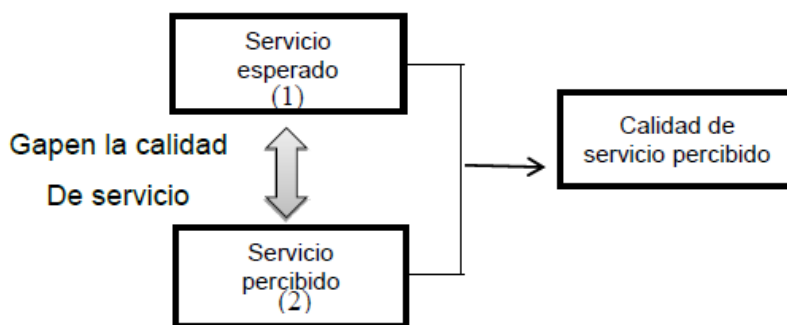 Servicio
esperado
(1)
Gapen la calidad
De servicio
Servicio
percibido
(2)
Calidad de
servicio percibido